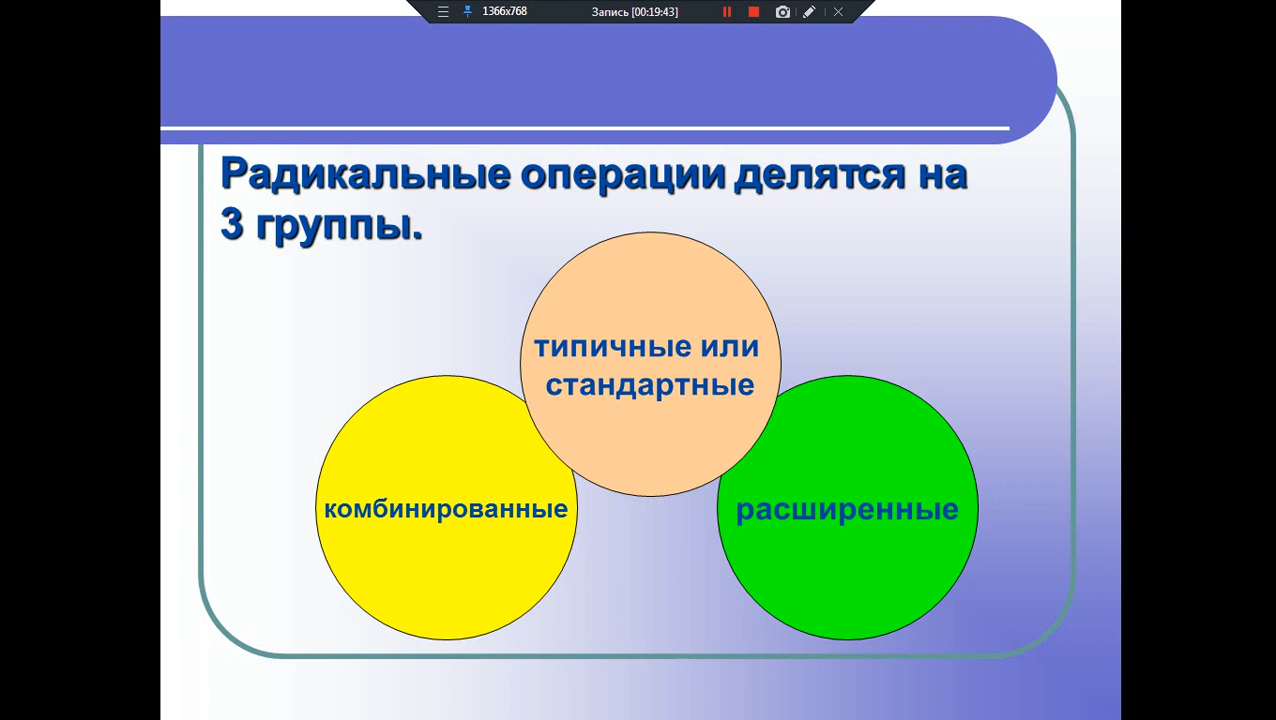 1366x768
Запись [00:19:43]
Радикальные операции делятся на
3 группы.
типичные или
стандартные
комбинированные
расширенные